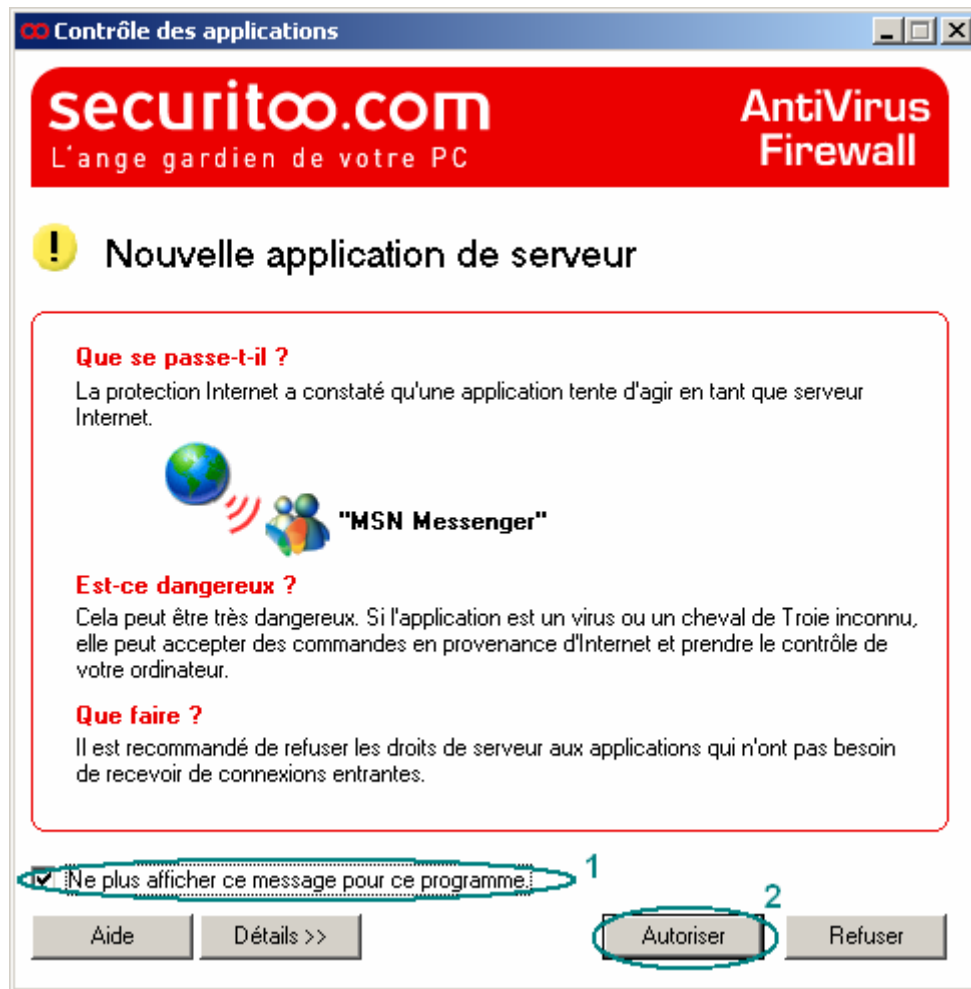 Contrôle des applications
securitoo.com
L'ange gardien de votre PC
AntiVirus
Firewall
! Nouvelle application de serveur
Que se passe-t-il ?
La protection Internet a constaté qu'une application tente d'agir en tant que serveur
Internet.
"MSN Messenger"
Est-ce dangereux ?
Cela peut être très dangereux. Si l'application est un virus ou un cheval de Troie inconnu,
elle peut accepter des commandes en provenance d'Internet et prendre le contrôle de
votre ordinateur.
Que faire ?
Il est recommandé de refuser les droits de serveur aux applications qui n'ont pas besoin
de recevoir de connexions entrantes.
Ne plus afficher ce message pour ce programme. 1
2
Aide Détails >> Autoriser Refuser